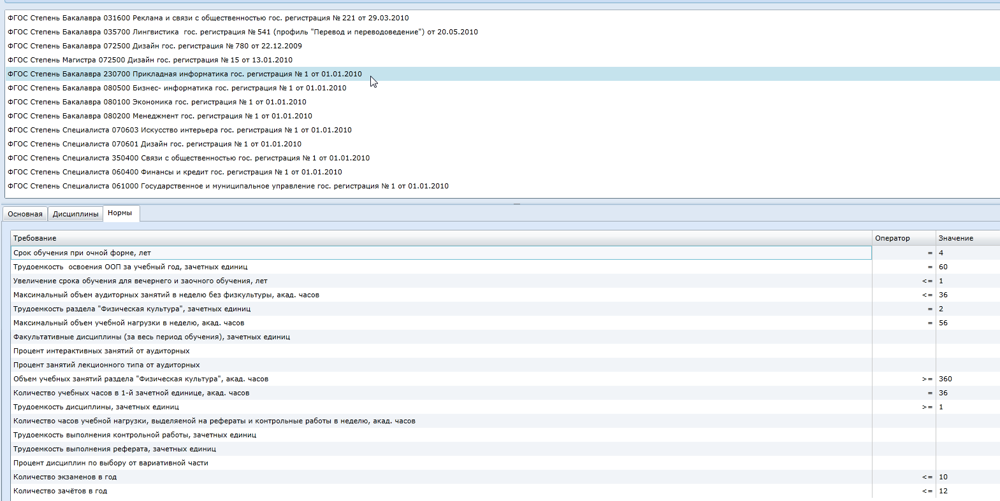 ФГОС Степень Бакалавра 031600 Реклама и связи с общественностью гос. регистрация № 221 от 29.03.2010
ФГОС Степень Бакалавра 035700 Лингвистика  гос. регистрация № 541 (профиль "Перевод и переводоведение") от 20.05.2010
ФГОС Степень Бакалавра 072500 Дизайн гос. регистрация № 780 от 22.12.2009
ФГОС Степень Магистра 072500 Дизайн гос. регистрация № 15 от 13.01.2010
ФГОС Степень Бакалавра 230700 Прикладная информатика гос. регистрация № 1 от 01.01.2010
ФГОС Степень Бакалавра 080500 Бизнес- информатика гос. регистрация № 1 от 01.01.2010
ФГОС Степень Бакалавра 080100 Экономика гос. регистрация № 1 от 01.01.2010
ФГОС Степень Бакалавра 080200 Менеджмент гос. регистрация № 1 от 01.01.2010
ФГОС Степень Специалиста 070603 Искусство интерьера гос. регистрация № 1 от 01.01.2010
ФГОС Степень Специалиста 070601 Дизайн гос. регистрация № 1 от 01.01.2010
ФГОС Степень Специалиста 350400 Связи с общественностью гос. регистрация № 1 от 01.01.2010
ФГОС Степень Специалиста 060400 Финансы и кредит гос. регистрация № 1 от 01.01.2010
ФГОС Степень Специалиста 061000 Государственное и муниципальное управление гос. регистрация № 1 от 01.01.2010
Основная Дисциплины Нормы
Требование Оператор Значение
Срок обучения при очной форме, лет = 4
Трудоемкость  освоения ООП за учебный год, зачетных единиц = 60
Увеличение срока обучения для вечернего и заочного обучения, лет <= 1
Максимальный объем аудиторных занятий в неделю без физкультуры, акад. часов <= 36
Трудоемкость раздела "Физическая культура", зачетных единиц = 2
Максимальный объем учебной нагрузки в неделю, акад. часов = 56
Факультативные дисциплины (за весь период обучения), зачетных единиц
Процент интерактивных занятий от аудиторных
Процент занятий лекционного типа от аудиторных
Объем учебных занятий раздела "Физическая культура", акад. часов >= 360
Количество учебных часов в 1-й зачетной единице, акад. часов = 36
Трудоемкость дисциплины, зачетных единиц >= 1
Количество часов учебной нагрузки, выделяемой на рефераты и контрольные работы в неделю, акад. часов
Трудоемкость выполнения контрольной работы, зачетных единиц
Трудоемкость выполнения реферата, зачетных единиц
Процент дисциплин по выбору от вариативной части
Количество экзаменов в год <= 10
Количество зачётов в год <= 12